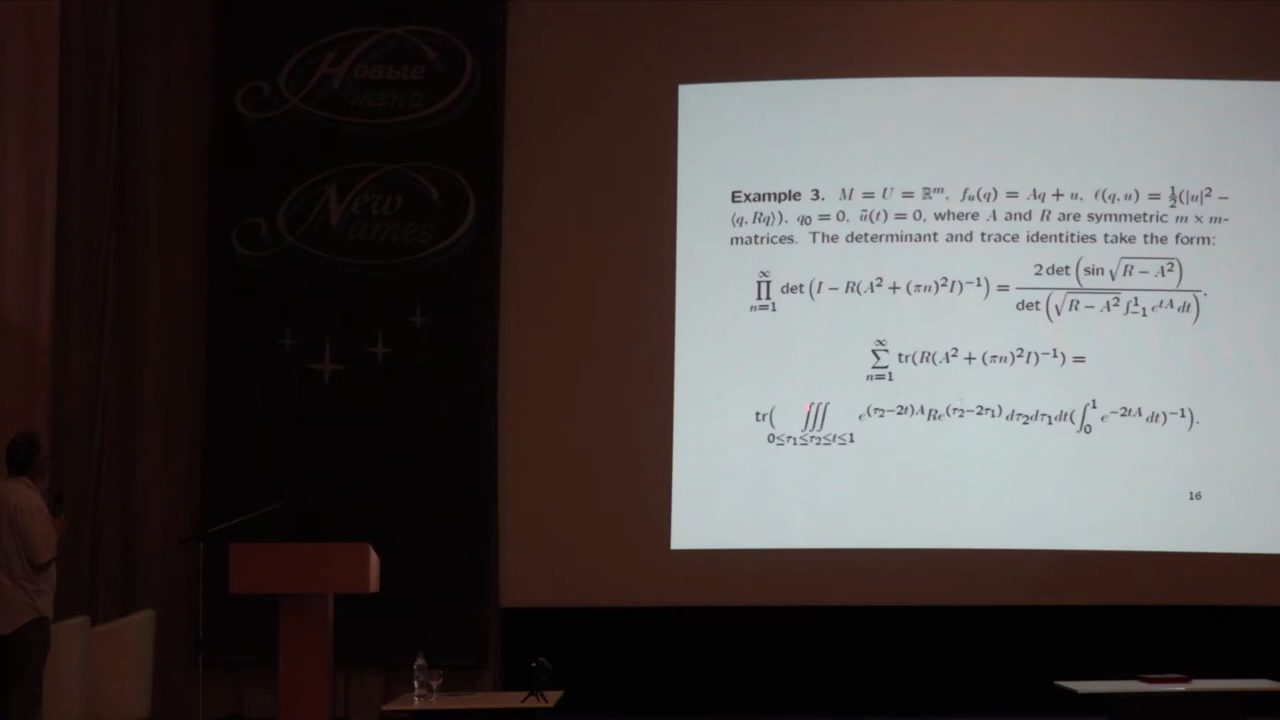 Новые
имена
New
Names
Example 3. M = U = ℝᵐ, fᵤ(q) = Aq + u, ℓ(q, u) = ½(|u|² −
⟨q, Rq⟩), q₀ = 0, ũ(t) = 0, where A and R are symmetric m × m-
matrices. The determinant and trace identities take the form:
∏_{n=1}^{∞} det (I − R(A² + (πn)²I)⁻¹) = 2 det (sin √(R − A²)) / det (√(R − A²) ∫_{−1}^{1} e^{tA} dt).
∑_{n=1}^{∞} tr(R(A² + (πn)²I)⁻¹) =
tr( ∭_{0≤τ₁≤τ₂≤t≤1} e^{(τ₂−2t)A} R e^{(τ₂−2τ₁)} dτ₂dτ₁dt (∫_0^1 e^{−2tA} dt)⁻¹).
16